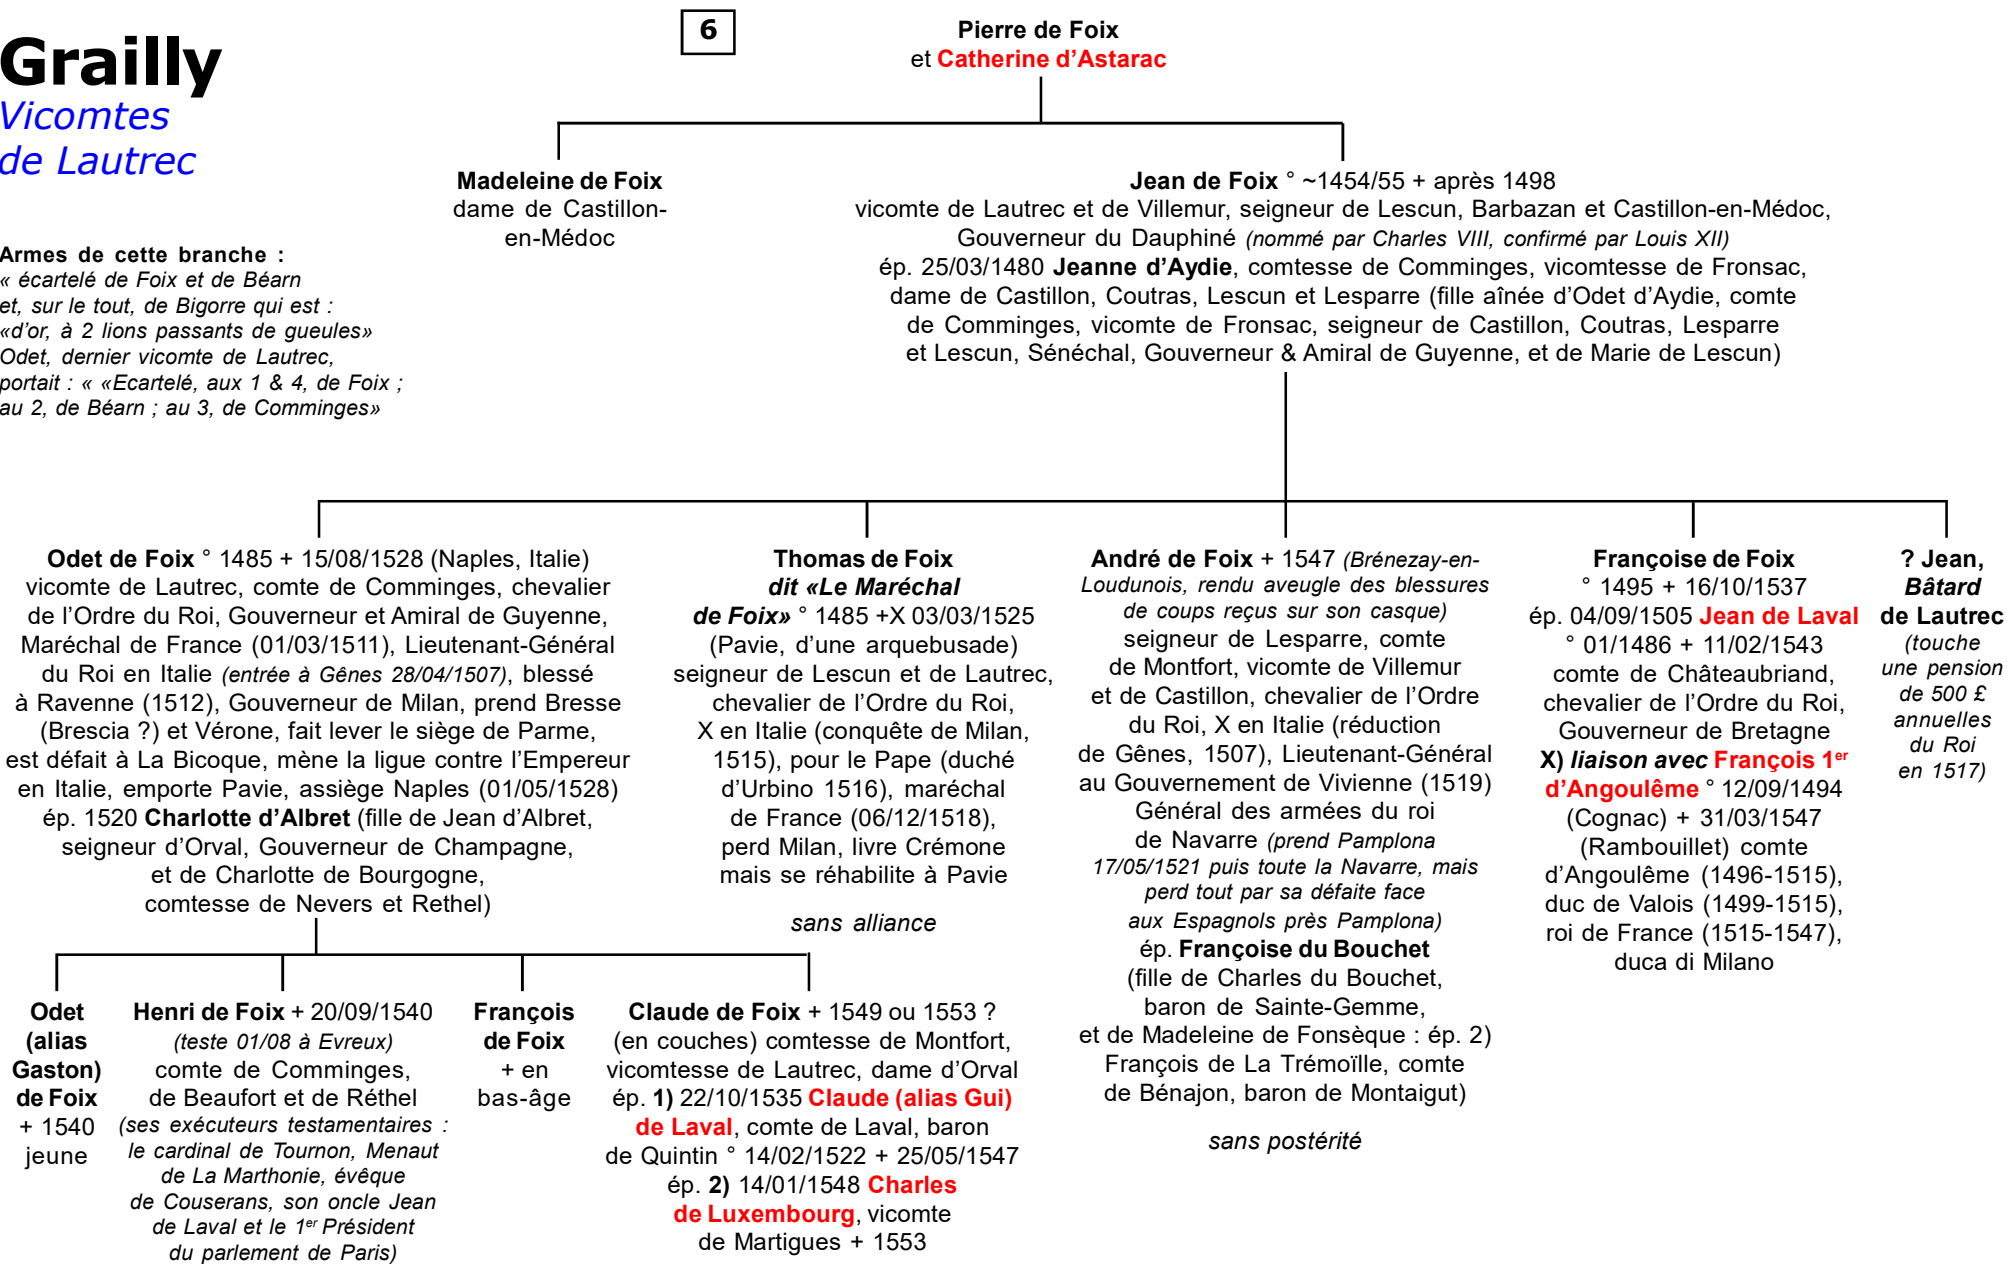 Grailly
Vicomtes
de Lautrec
6
Pierre de Foix
et Catherine d’Astarac
Armes de cette branche :
« écartelé de Foix et de Béarn
et, sur le tout, de Bigorre qui est :
«d’or, à 2 lions passants de gueules»
Odet, dernier vicomte de Lautrec,
portait : « «Ecartelé, aux 1 & 4, de Foix ;
au 2, de Béarn ; au 3, de Comminges»
Madeleine de Foix
dame de Castillon-
en-Médoc
Jean de Foix ° ~1454/55 + après 1498
vicomte de Lautrec et de Villemur, seigneur de Lescun, Barbazan et Castillon-en-Médoc,
Gouverneur du Dauphiné (nommé par Charles VIII, confirmé par Louis XII)
ép. 25/03/1480 Jeanne d’Aydie, comtesse de Comminges, vicomtesse de Fronsac,
dame de Castillon, Coutras, Lescun et Lesparre (fille aînée d’Odet d’Aydie, comte
de Comminges, vicomte de Fronsac, seigneur de Castillon, Coutras, Lesparre
et Lescun, Sénéchal, Gouverneur & Amiral de Guyenne, et de Marie de Lescun)
Odet de Foix ° 1485 + 15/08/1528 (Naples, Italie)
vicomte de Lautrec, comte de Comminges, chevalier
de l’Ordre du Roi, Gouverneur et Amiral de Guyenne,
Maréchal de France (01/03/1511), Lieutenant-Général
du Roi en Italie (entrée à Gênes 28/04/1507), blessé
à Ravenne (1512), Gouverneur de Milan, prend Bresse
(Brescia ?) et Vérone, fait lever le siège de Parme,
est défait à La Bicoque, mène la ligue contre l’Empereur
en Italie, emporte Pavie, assiège Naples (01/05/1528)
ép. 1520 Charlotte d’Albret (fille de Jean d’Albret,
seigneur d’Orval, Gouverneur de Champagne,
et de Charlotte de Bourgogne,
comtesse de Nevers et Rethel)
Thomas de Foix
dit «Le Maréchal
de Foix» ° 1485 +X 03/03/1525
(Pavie, d’une arquebusade)
seigneur de Lescun et de Lautrec,
chevalier de l’Ordre du Roi,
X en Italie (conquête de Milan,
1515), pour le Pape (duché
d’Urbino 1516), maréchal
de France (06/12/1518),
perd Milan, livre Crémone
mais se réhabilite à Pavie
sans alliance
André de Foix + 1547 (Brénezay-en-
Loudunois, rendu aveugle des blessures
de coups reçus sur son casque)
seigneur de Lesparre, comte
de Montfort, vicomte de Villemur
et de Castillon, chevalier de l’Ordre
du Roi, X en Italie (réduction
de Gênes, 1507), Lieutenant-Général
au Gouvernement de Vivienne (1519)
Général des armées du roi
de Navarre (prend Pamplona
17/05/1521 puis toute la Navarre, mais
perd tout par sa défaite face
aux Espagnols près Pamplona)
ép. Françoise du Bouchet
(fille de Charles du Bouchet,
baron de Sainte-Gemme,
et de Madeleine de Fonsèque : ép. 2)
François de La Trémoïlle, comte
de Bénajon, baron de Montaigut)
sans postérité
Françoise de Foix
° 1495 + 16/10/1537
ép. 04/09/1505 Jean de Laval
° 01/1486 + 11/02/1543
comte de Châteaubriand,
chevalier de l’Ordre du Roi,
Gouverneur de Bretagne
X) liaison avec François 1er
d’Angoulême ° 12/09/1494
(Cognac) + 31/03/1547
(Rambouillet) comte
d’Angoulême (1496-1515),
duc de Valois (1499-1515),
roi de France (1515-1547),
duca di Milano
? Jean,
Bâtard
de Lautrec
(touche
une pension
de 500 £
annuelles
du Roi
en 1517)
Odet
(alias
Gaston)
de Foix
+ 1540
jeune
Henri de Foix + 20/09/1540
(teste 01/08 à Evreux)
comte de Comminges,
de Beaufort et de Réthel
(ses exécuteurs testamentaires :
le cardinal de Tournon, Menaut
de La Marthonie, évêque
de Couserans, son oncle Jean
de Laval et le 1er Président
du parlement de Paris)
François
de Foix
+ en
bas-âge
Claude de Foix + 1549 ou 1553 ?
(en couches) comtesse de Montfort,
vicomtesse de Lautrec, dame d’Orval
ép. 1) 22/10/1535 Claude (alias Gui)
de Laval, comte de Laval, baron
de Quintin ° 14/02/1522 + 25/05/1547
ép. 2) 14/01/1548 Charles
de Luxembourg, vicomte
de Martigues + 1553